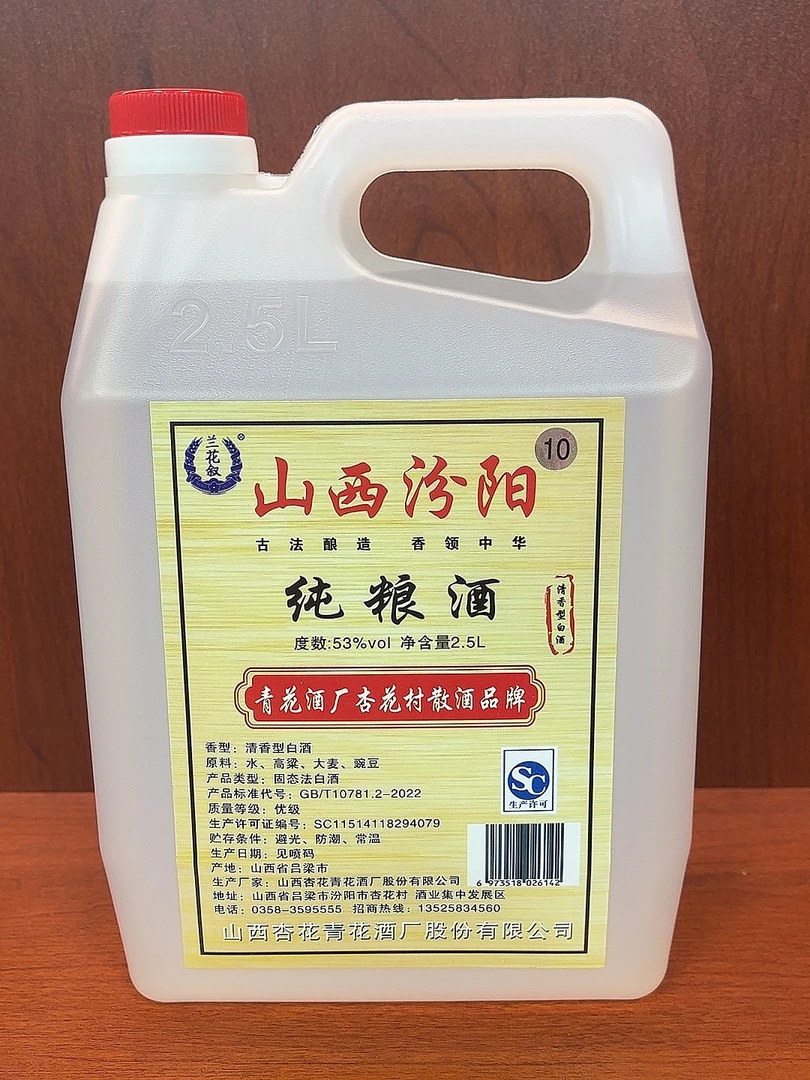 2.5L
兰花叙
®
山西汾阳
10
古法酿造 香领中华
纯粮酒
清香型白酒
度数:53%vol 净含量2.5L
青花酒厂杏花村散酒品牌
香型：清香型白酒
原料：水、高粱、大麦、豌豆
产品类型：固态法白酒
产品标准代号：GB/T10781.2-2022
质量等级：优级
生产许可证编号：SC11514118294079
贮存条件：避光、防潮、常温
生产日期：见喷码
产地：山西省吕梁市
生产厂家：山西杏花青花酒厂股份有限公司
地址：山西省吕梁市汾阳市杏花村 酒业集中发展区
电话：0358-3595555 招商热线：13525834560
SC
生产许可
6 973518 026142
山西杏花青花酒厂股份有限公司